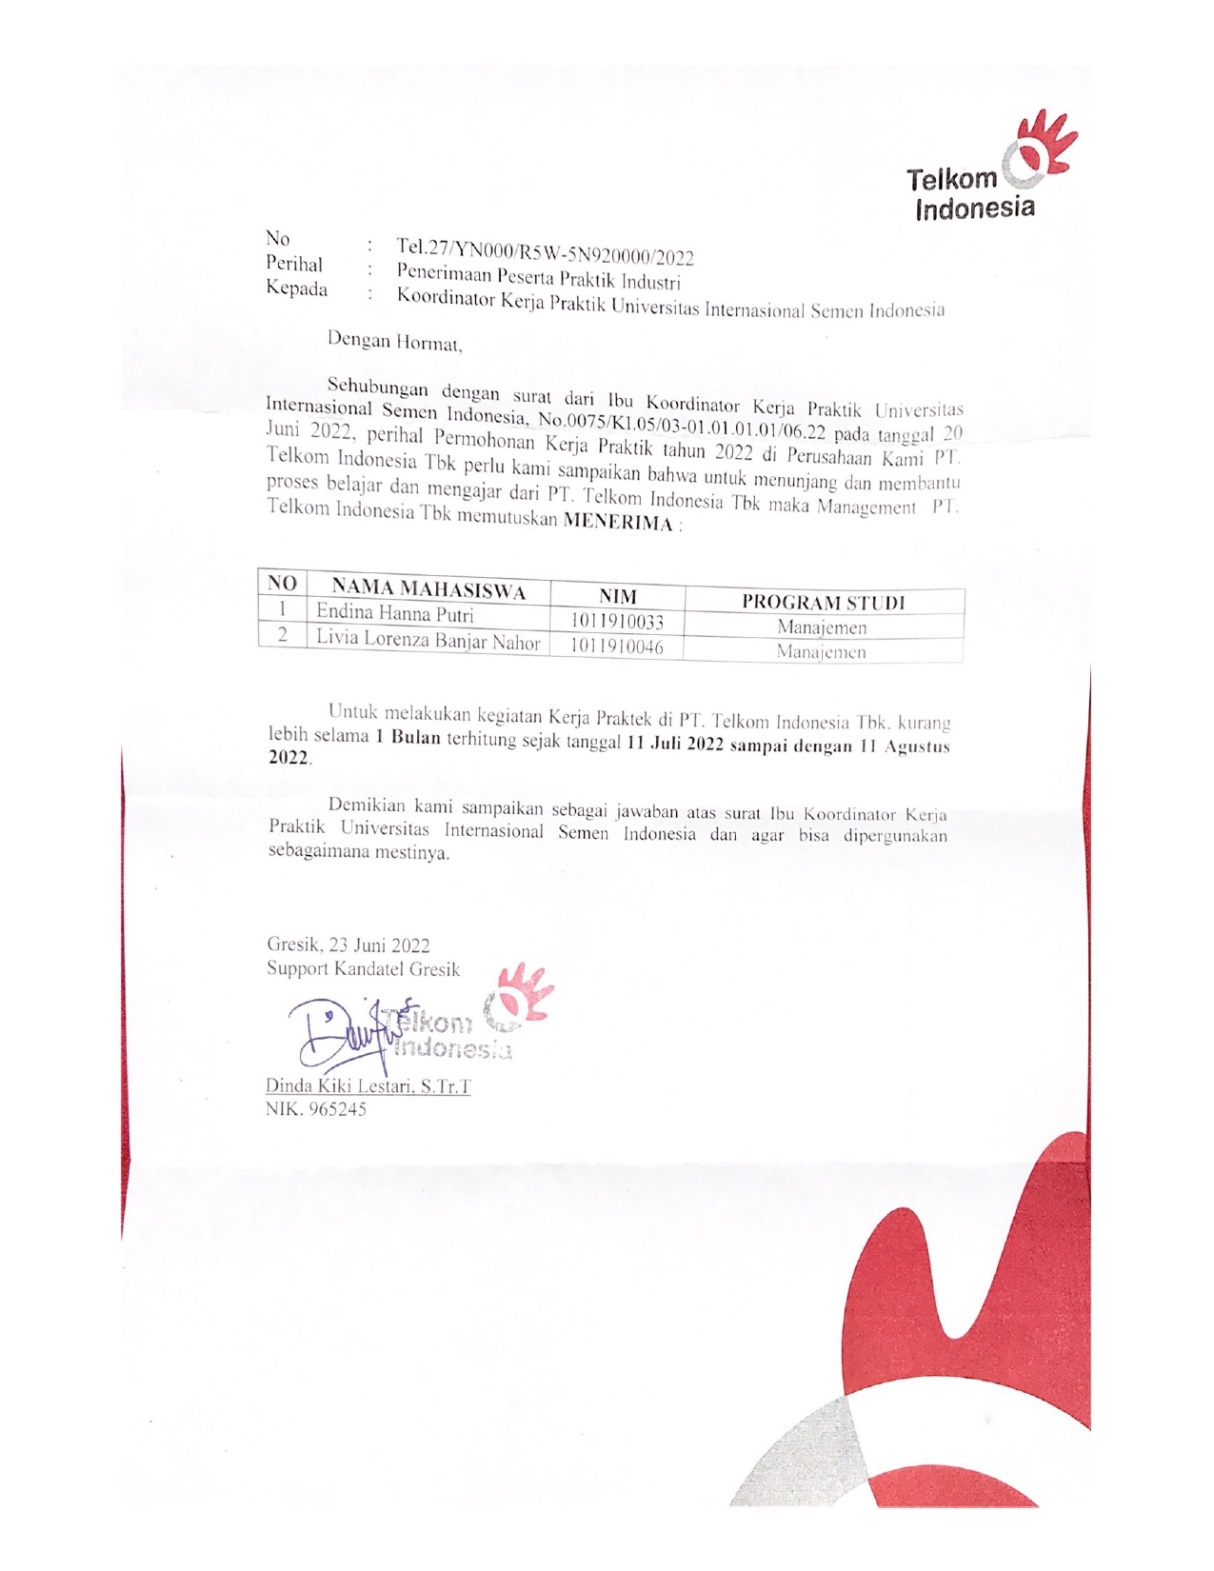 Telkom
Indonesia
No : Tel.27/YN000/R5W-5N920000/2022
Perihal : Penerimaan Peserta Praktik Industri
Kepada : Koordinator Kerja Praktik Universitas Internasional Semen Indonesia
Dengan Hormat,
Sehubungan dengan surat dari Ibu Koordinator Kerja Praktik Universitas
Internasional Semen Indonesia, No.0075/KI.05/03-01.01.01.01/06.22 pada tanggal 20
Juni 2022, perihal Permohonan Kerja Praktik tahun 2022 di Perusahaan Kami PT.
Telkom Indonesia Tbk perlu kami sampaikan bahwa untuk menunjang dan membantu
proses belajar dan mengajar dari PT. Telkom Indonesia Tbk maka Management PT.
Telkom Indonesia Tbk memutuskan MENERIMA :
NO NAMA MAHASISWA NIM PROGRAM STUDI
1 Endina Hanna Putri 1011910033 Manajemen
2 Livia Lorenza Banjar Nahor 1011910046 Manajemen
Untuk melakukan kegiatan Kerja Praktek di PT. Telkom Indonesia Tbk. kurang
lebih selama 1 Bulan terhitung sejak tanggal 11 Juli 2022 sampai dengan 11 Agustus
2022.
Demikian kami sampaikan sebagai jawaban atas surat Ibu Koordinator Kerja
Praktik Universitas Internasional Semen Indonesia dan agar bisa dipergunakan
sebagaimana mestinya.
Gresik, 23 Juni 2022
Support Kandatel Gresik
Telkom
Indonesia
Dinda Kiki Lestari, S.Tr.T
NIK. 965245